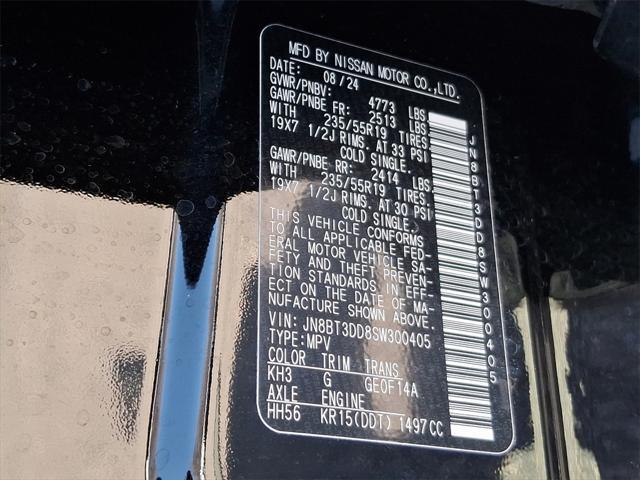 MFD BY NISSAN MOTOR CO.,LTD.
DATE: 08/24
GVWR/PNBV: 4773 LBS
GAWR/PNBE FR: 2513 LBS
WITH 235/55R19 TIRES
19X7 1/2J RIMS. AT 33 PSI
COLD SINGLE.
GAWR/PNBE RR: 2414 LBS
WITH 235/55R19 TIRES.
19X7 1/2J RIMS. AT 30 PSI
COLD SINGLE.
THIS VEHICLE CONFORMS
TO ALL APPLICABLE FED-
ERAL MOTOR VEHICLE SA-
FETY AND THEFT PREVEN-
TION STANDARDS IN EFF-
ECT ON THE DATE OF MA-
NUFACTURE SHOWN ABOVE.
VIN: JN8BT3DD8SW300405
TYPE:MPV
COLOR TRIM TRANS
KH3 G GE0F14A
AXLE ENGINE
HH56 KR15(DDT) 1497CC
JN8BT3DD8SW300405